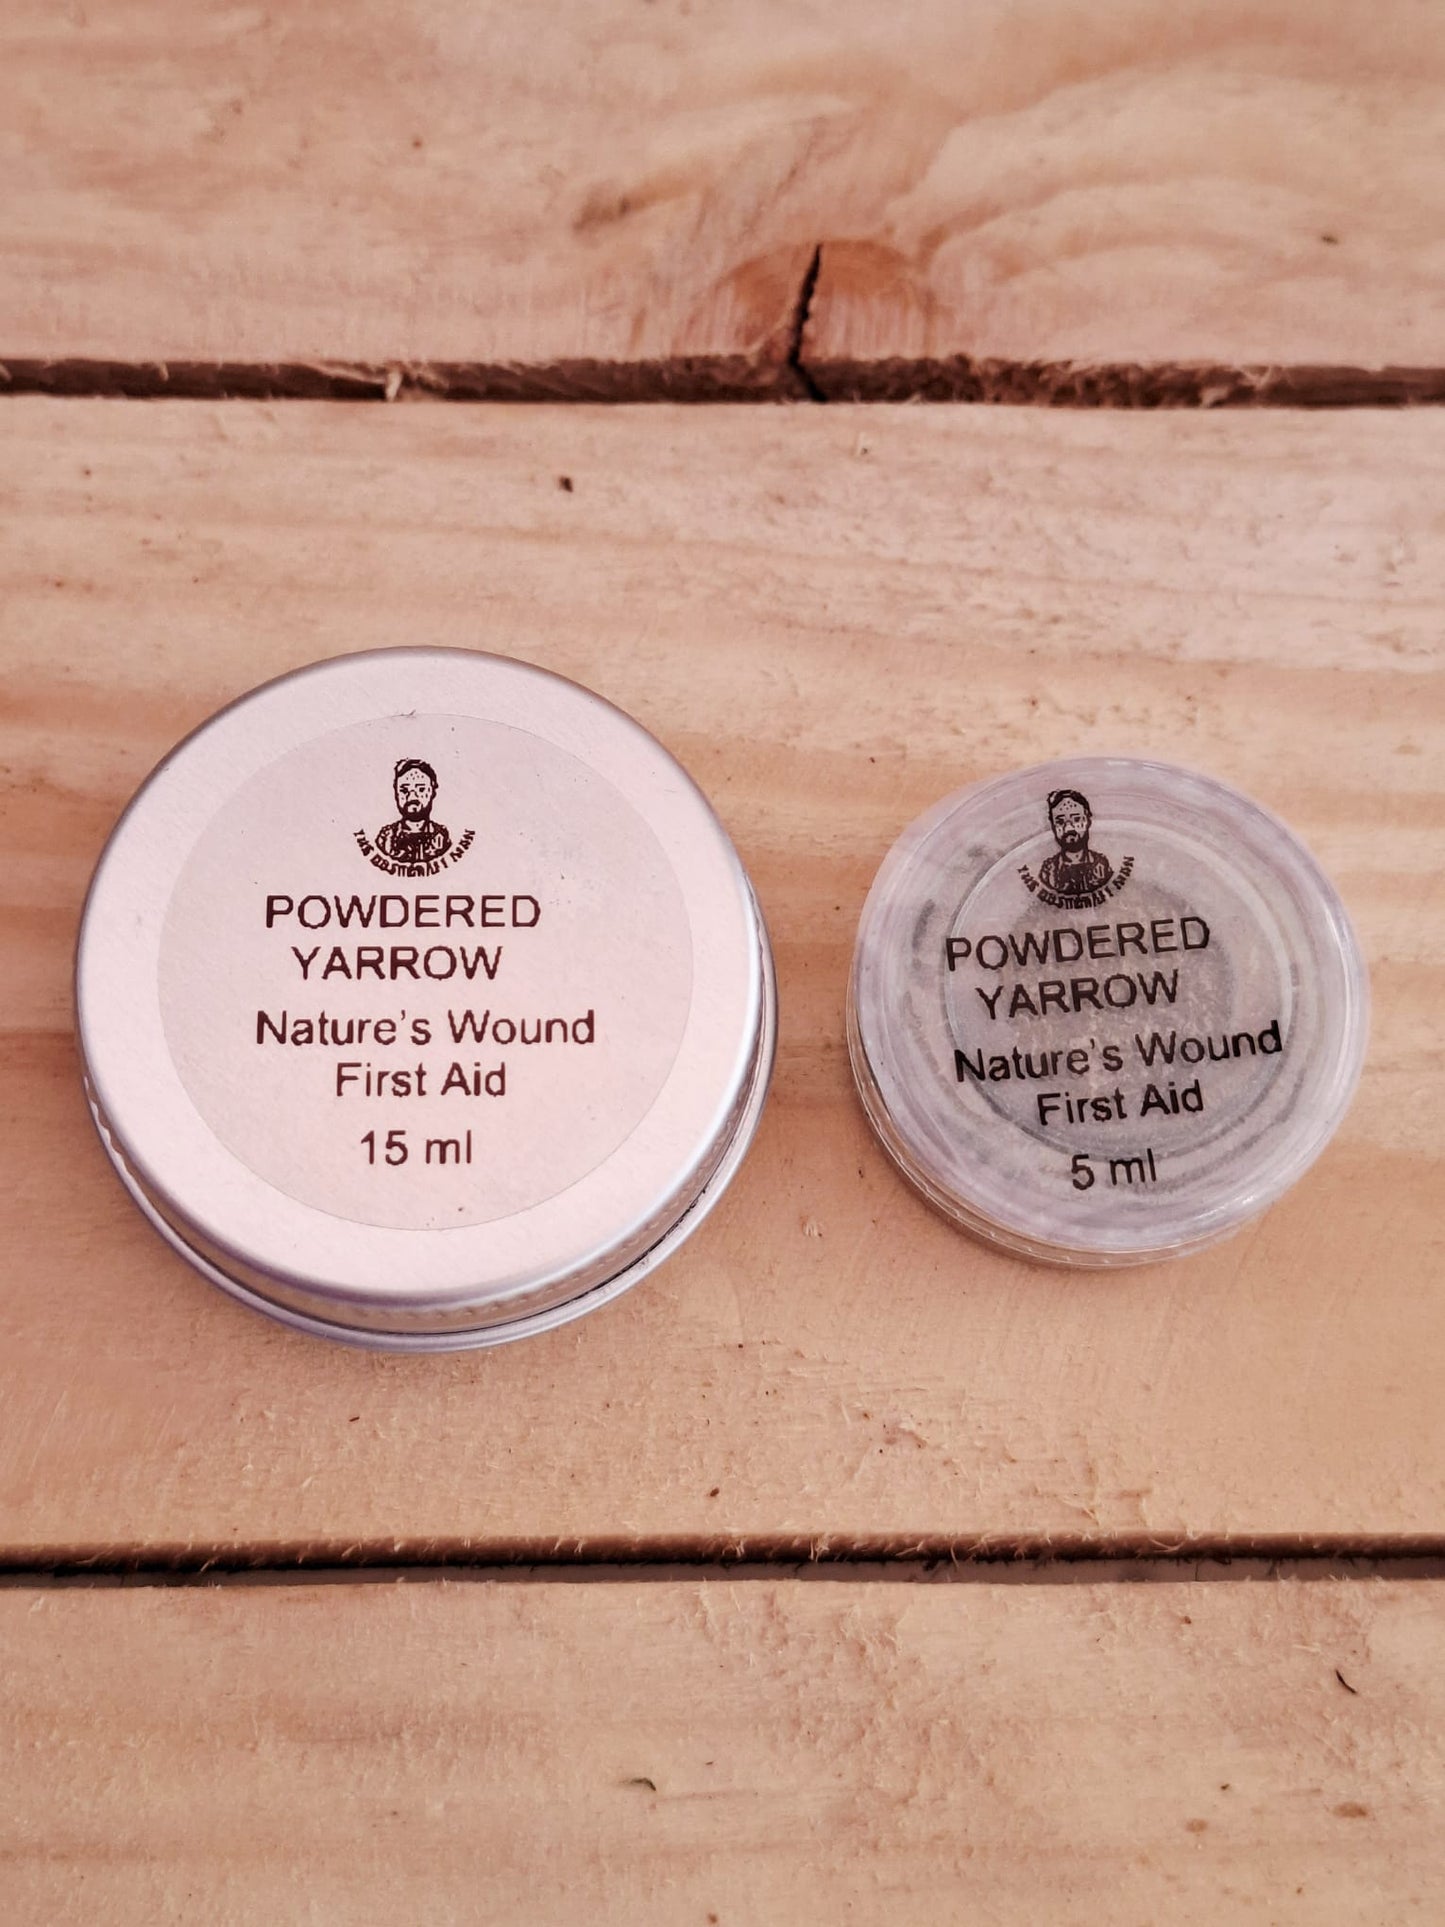 POWDERED
YARROW
Nature's Wound
First Aid
15 ml
POWDERED
YARROW
Nature's Wound
First Aid
5 ml